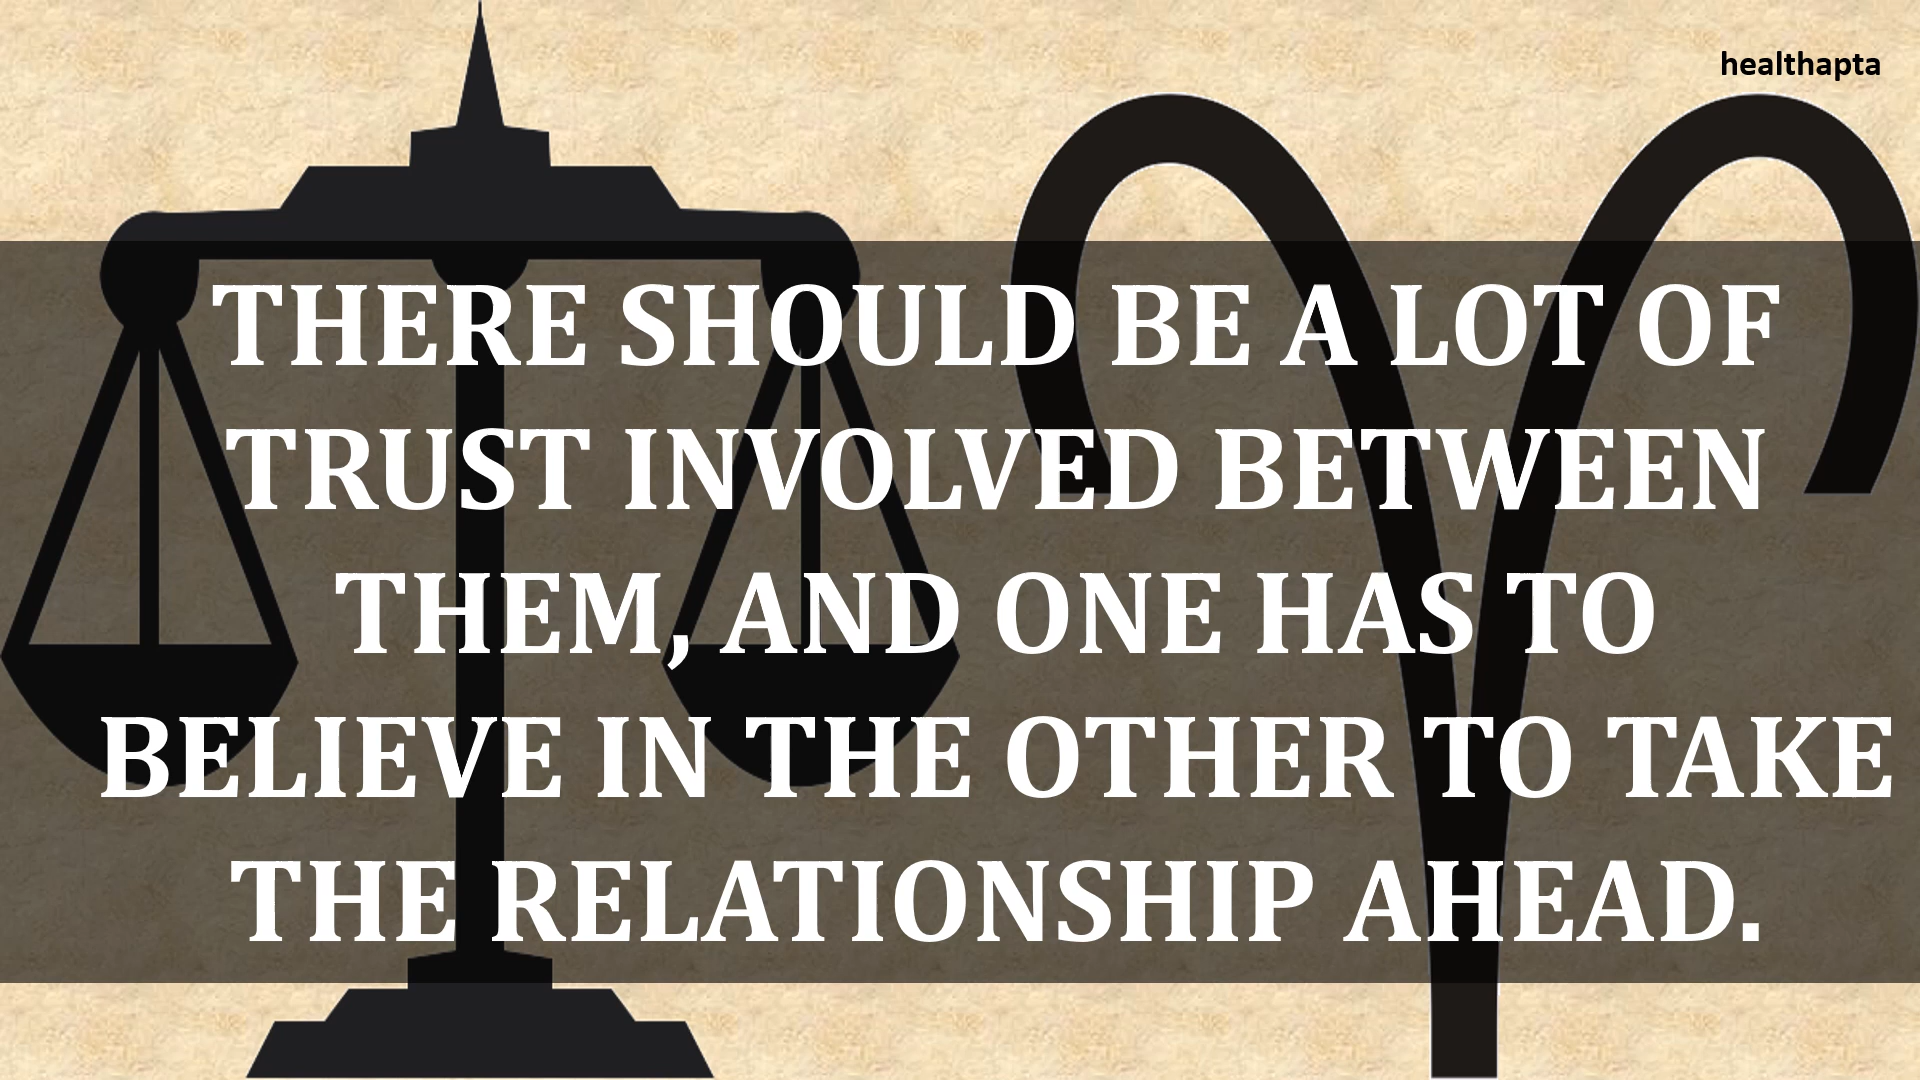 healthapta
THERE SHOULD BE A LOT OF
TRUST INVOLVED BETWEEN
THEM, AND ONE HAS TO
BELIEVE IN THE OTHER TO TAKE
THE RELATIONSHIP AHEAD.